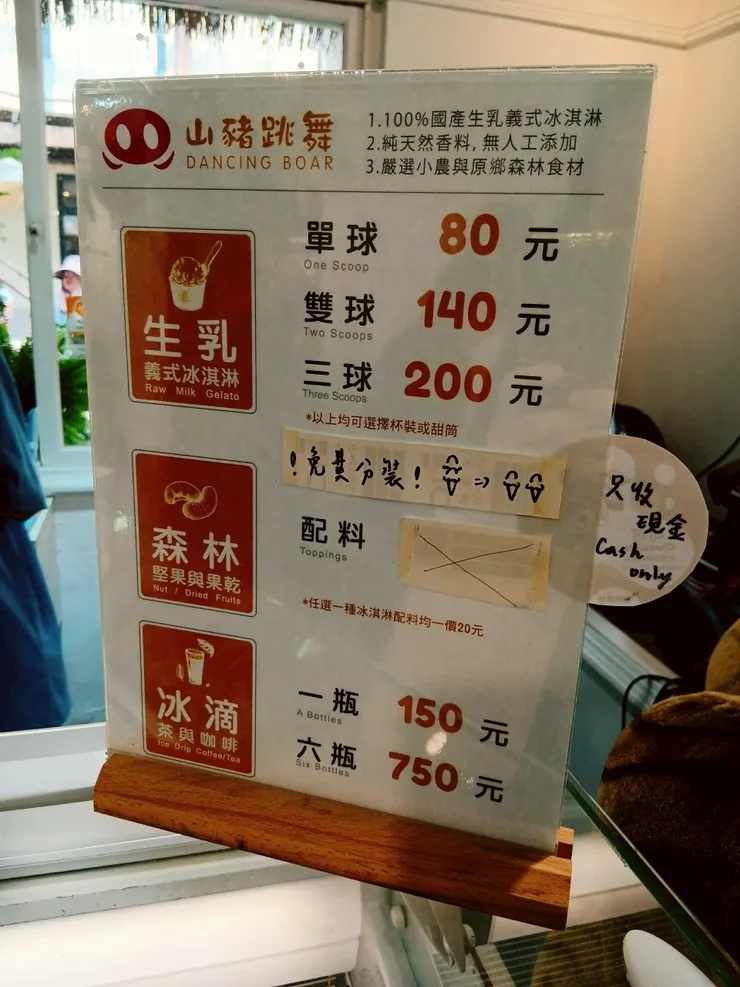 山豬跳舞
DANCING BOAR
1.100%國產生乳義式冰淇淋
2.純天然香料, 無人工添加
3.嚴選小農與原鄉森林食材
生乳
義式冰淇淋
Raw Milk Gelato
單球 80 元
One Scoop
雙球 140 元
Two Scoops
三球 200 元
Three Scoops
*以上均可選擇杯裝或甜筒
!免費分裝!
只收
現金
Cash
only
森林
堅果與果乾
Nut / Dried Fruits
配料
Toppings
*任選一種冰淇淋配料均一價20元
冰滴
茶與咖啡
Ice Drip Coffee/Tea
一瓶 150 元
A Bottles
六瓶 750 元
Six Bottles